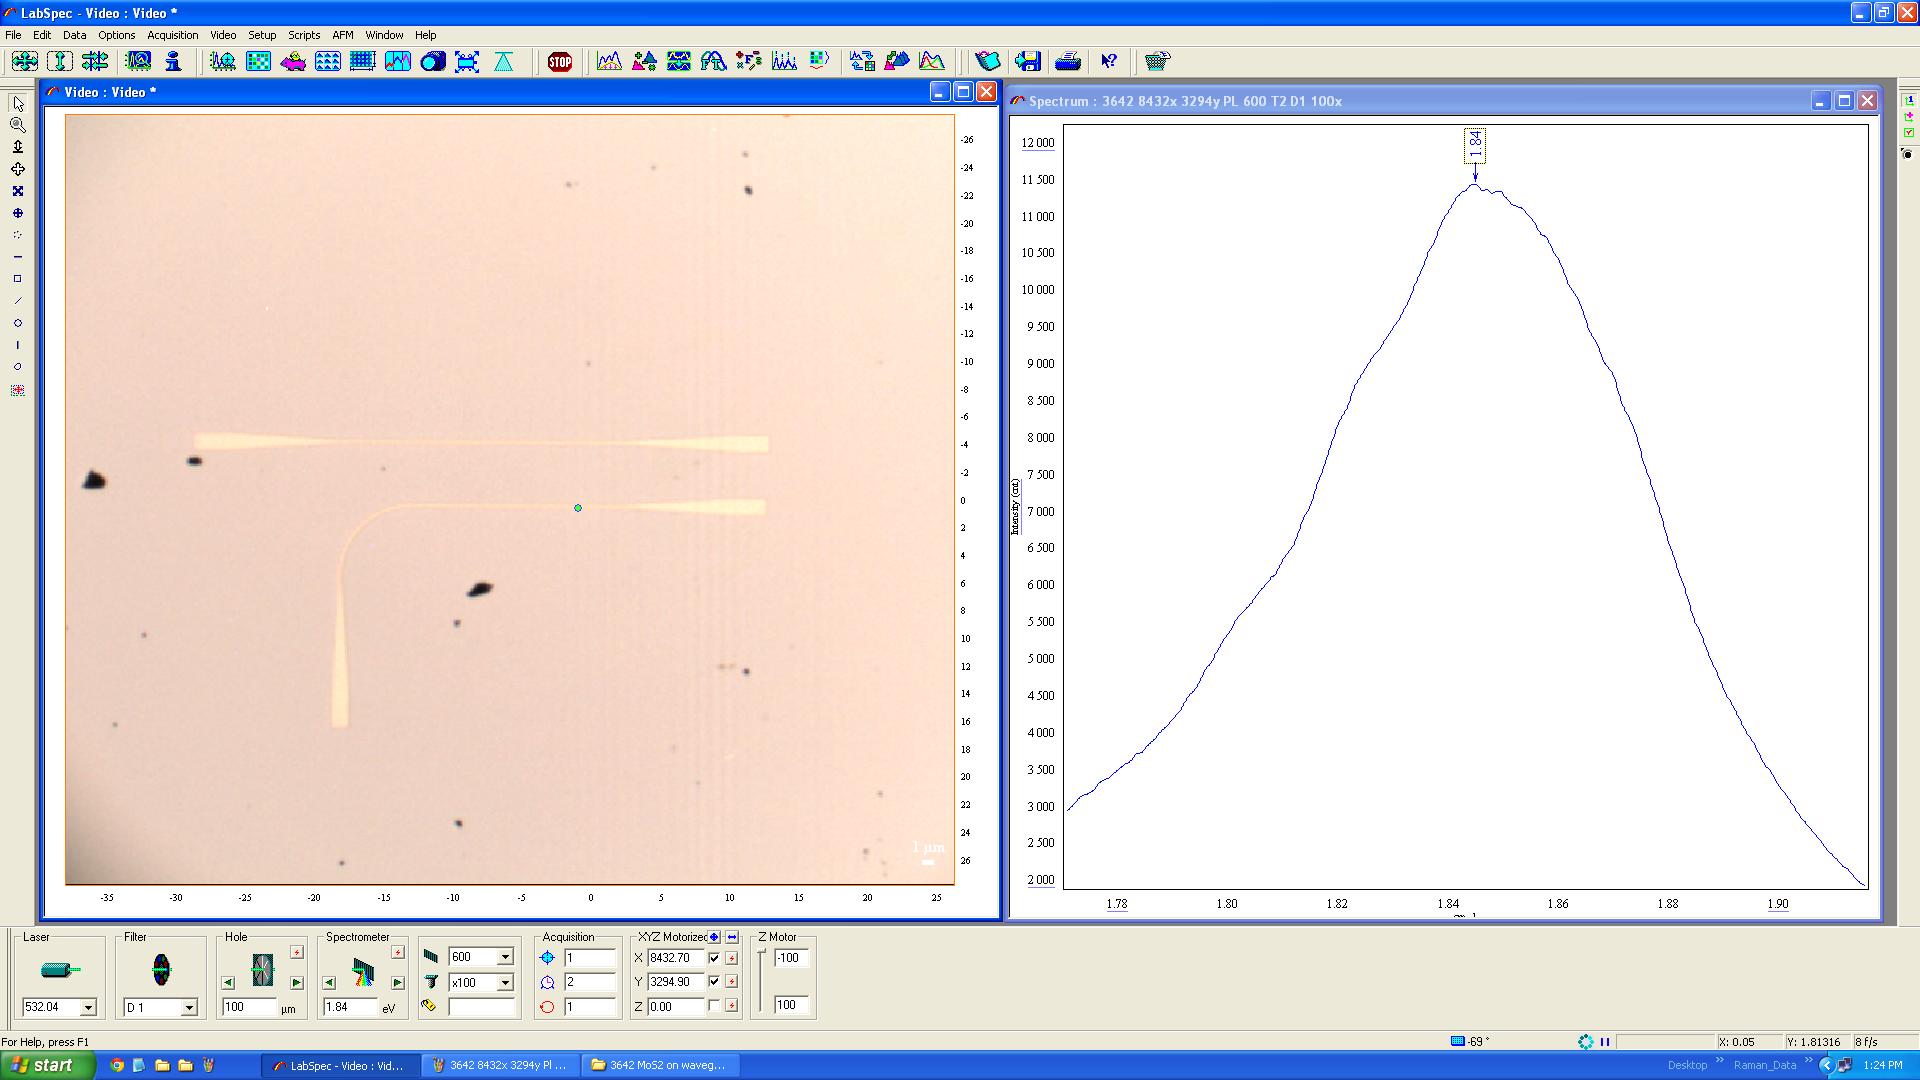 LabSpec - Video : Video *
File Edit Data Options Acquisition Video Setup Scripts AFM Window Help
STOP
Video : Video *
-26
-24
-22
-20
-18
-16
-14
-12
-10
-8
-6
-4
-2
0
2
4
6
8
10
12
14
16
18
20
22
24
26
1 µm
-35 -30 -25 -20 -15 -10 -5 0 5 10 15 20 25
Spectrum : 3642 8432x 3294y PL 600 T2 D1 100x
1.84
12 000
11 500
11 000
10 500
10 000
9 500
9 000
8 500
8 000
7 500
7 000
6 500
6 000
5 500
5 000
4 500
4 000
3 500
3 000
2 500
2 000
Intensity (cnt)
1.78 1.80 1.82 1.84 1.86 1.88 1.90
Laser Filter Hole Spectrometer Acquisition XYZ Motorized Z Motor
600 1 X 8432.70 -100
x100 2 Y 3294.90
532.04 D 1 100 µm 1.84 eV 1 Z 0.00 100
For Help, press F1
-69 °
X: 0.05 Y: 1.81316 8 f/s
start
LabSpec - Video : Vid...
3642 8432x 3294y Pl ...
3642 MoS2 on waveg...
Desktop » Raman_Data »
1:24 PM